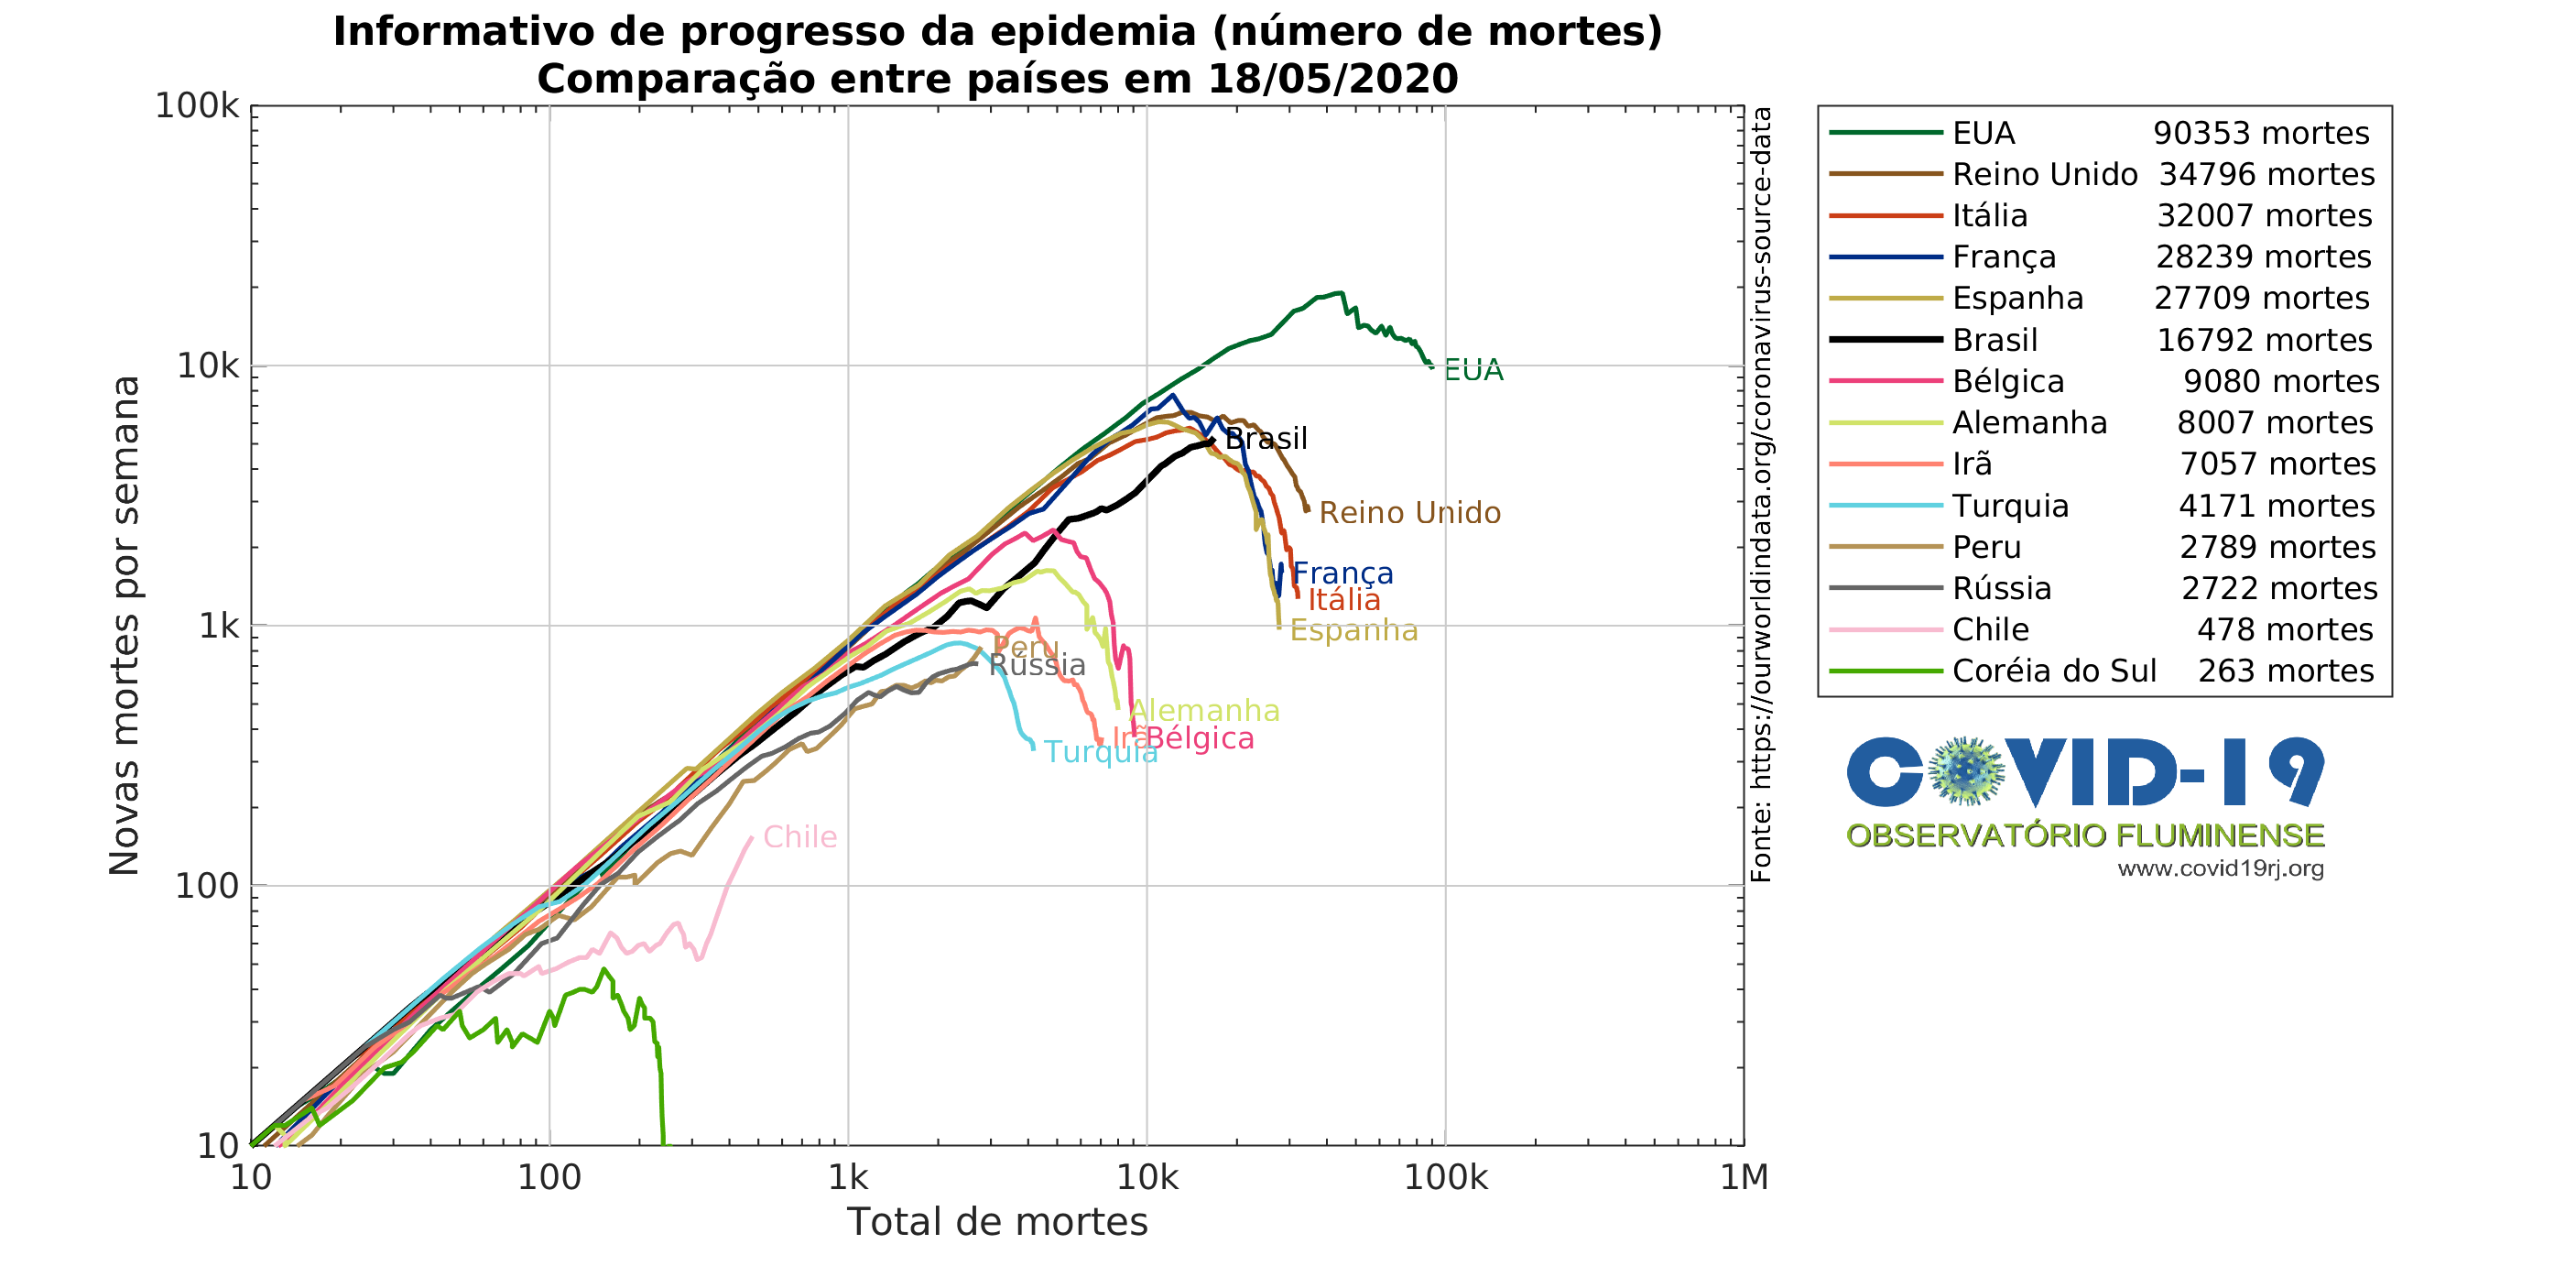 Informativo de progresso da epidemia (número de mortes)
Comparação entre países em 18/05/2020
100k
10k
1k
100
10
Novas mortes por semana
10 100 1k 10k 100k 1M
Total de mortes
EUA
Brasil
Reino Unido
França
Itália
Espanha
Peru
Rússia
Alemanha
Irã
Bélgica
Turquia
Chile
Fonte: https://ourworldindata.org/coronavirus-source-data
EUA 90353 mortes
Reino Unido 34796 mortes
Itália 32007 mortes
França 28239 mortes
Espanha 27709 mortes
Brasil 16792 mortes
Bélgica 9080 mortes
Alemanha 8007 mortes
Irã 7057 mortes
Turquia 4171 mortes
Peru 2789 mortes
Rússia 2722 mortes
Chile 478 mortes
Coréia do Sul 263 mortes
COVID-19
OBSERVATÓRIO FLUMINENSE
www.covid19rj.org